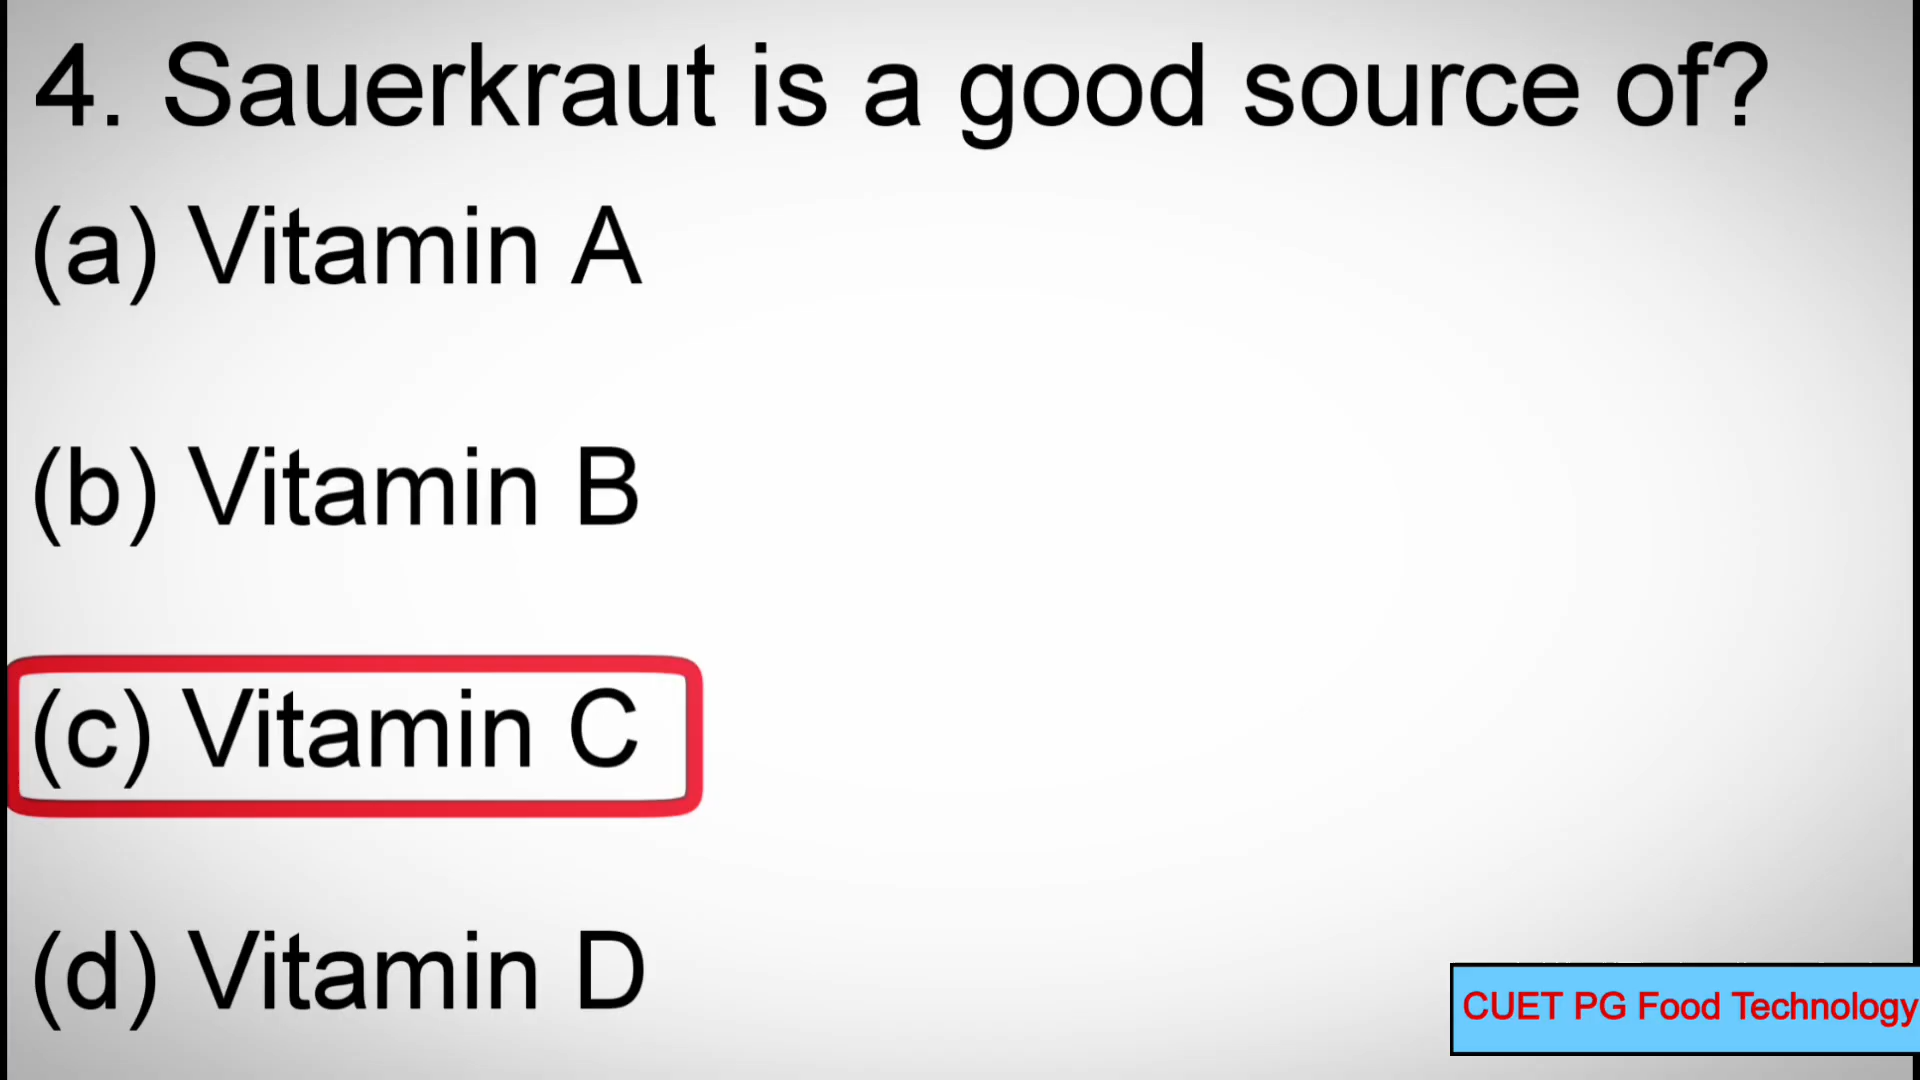 4. Sauerkraut is a good source of?
(a) Vitamin A
(b) Vitamin B
(c) Vitamin C
(d) Vitamin D
CUET PG Food Technology